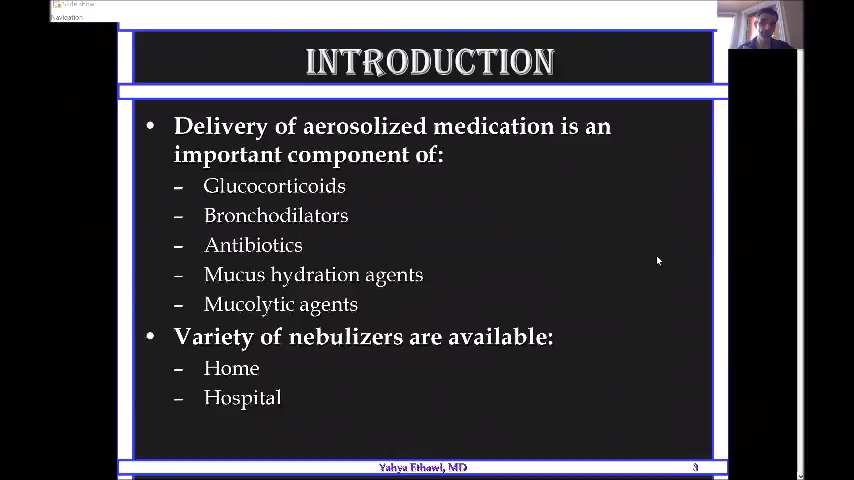 Slide show
Navigation
INTRODUCTION
• Delivery of aerosolized medication is an
important component of:
– Glucocorticoids
– Bronchodilators
– Antibiotics
– Mucus hydration agents
– Mucolytic agents
• Variety of nebulizers are available:
– Home
– Hospital
Yahya Ethawi, MD
3